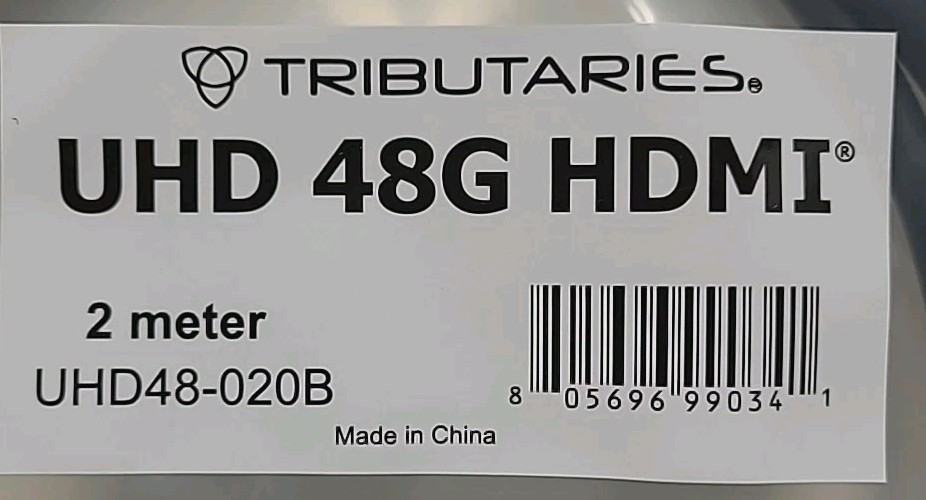 TRIBUTARIES®
UHD 48G HDMI®
2 meter
UHD48-020B
8 05696 99034 1
Made in China